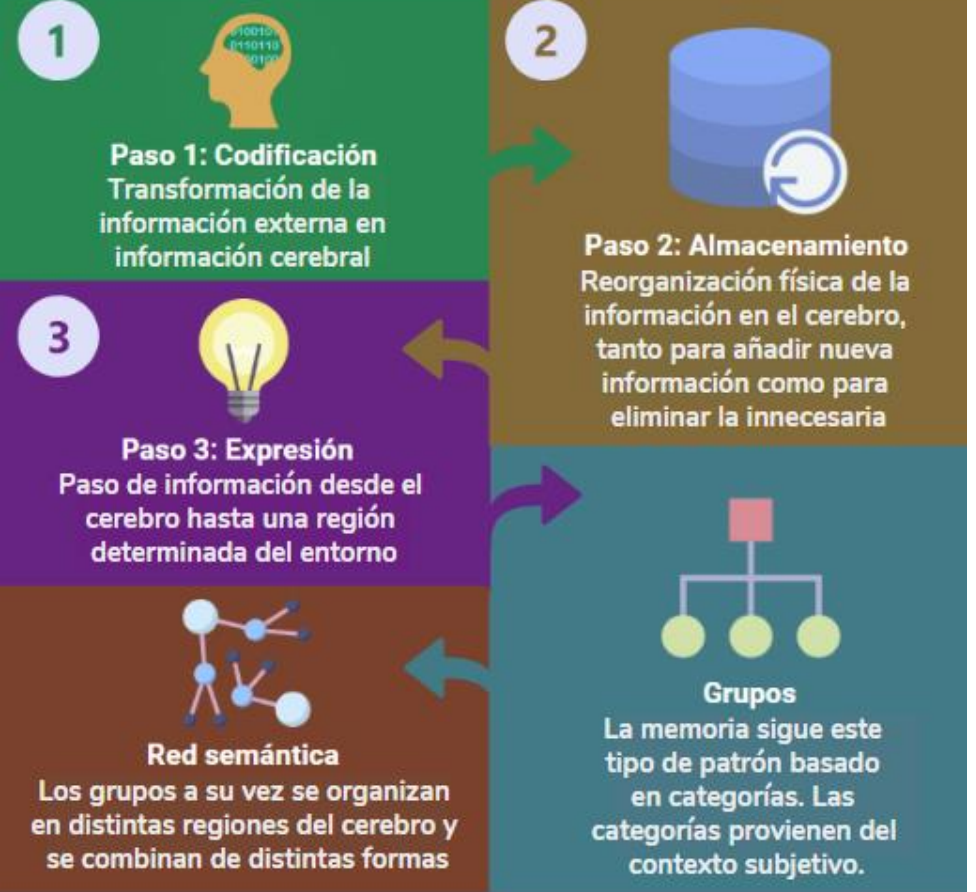 1
0100101
0110110
Paso 1: Codificación
Transformación de la
información externa en
información cerebral
2
Paso 2: Almacenamiento
Reorganización física de la
información en el cerebro,
tanto para añadir nueva
información como para
eliminar la innecesaria
3
Paso 3: Expresión
Paso de información desde el
cerebro hasta una región
determinada del entorno
Grupos
La memoria sigue este
tipo de patrón basado
en categorías. Las
categorías provienen del
contexto subjetivo.
Red semántica
Los grupos a su vez se organizan
en distintas regiones del cerebro y
se combinan de distintas formas